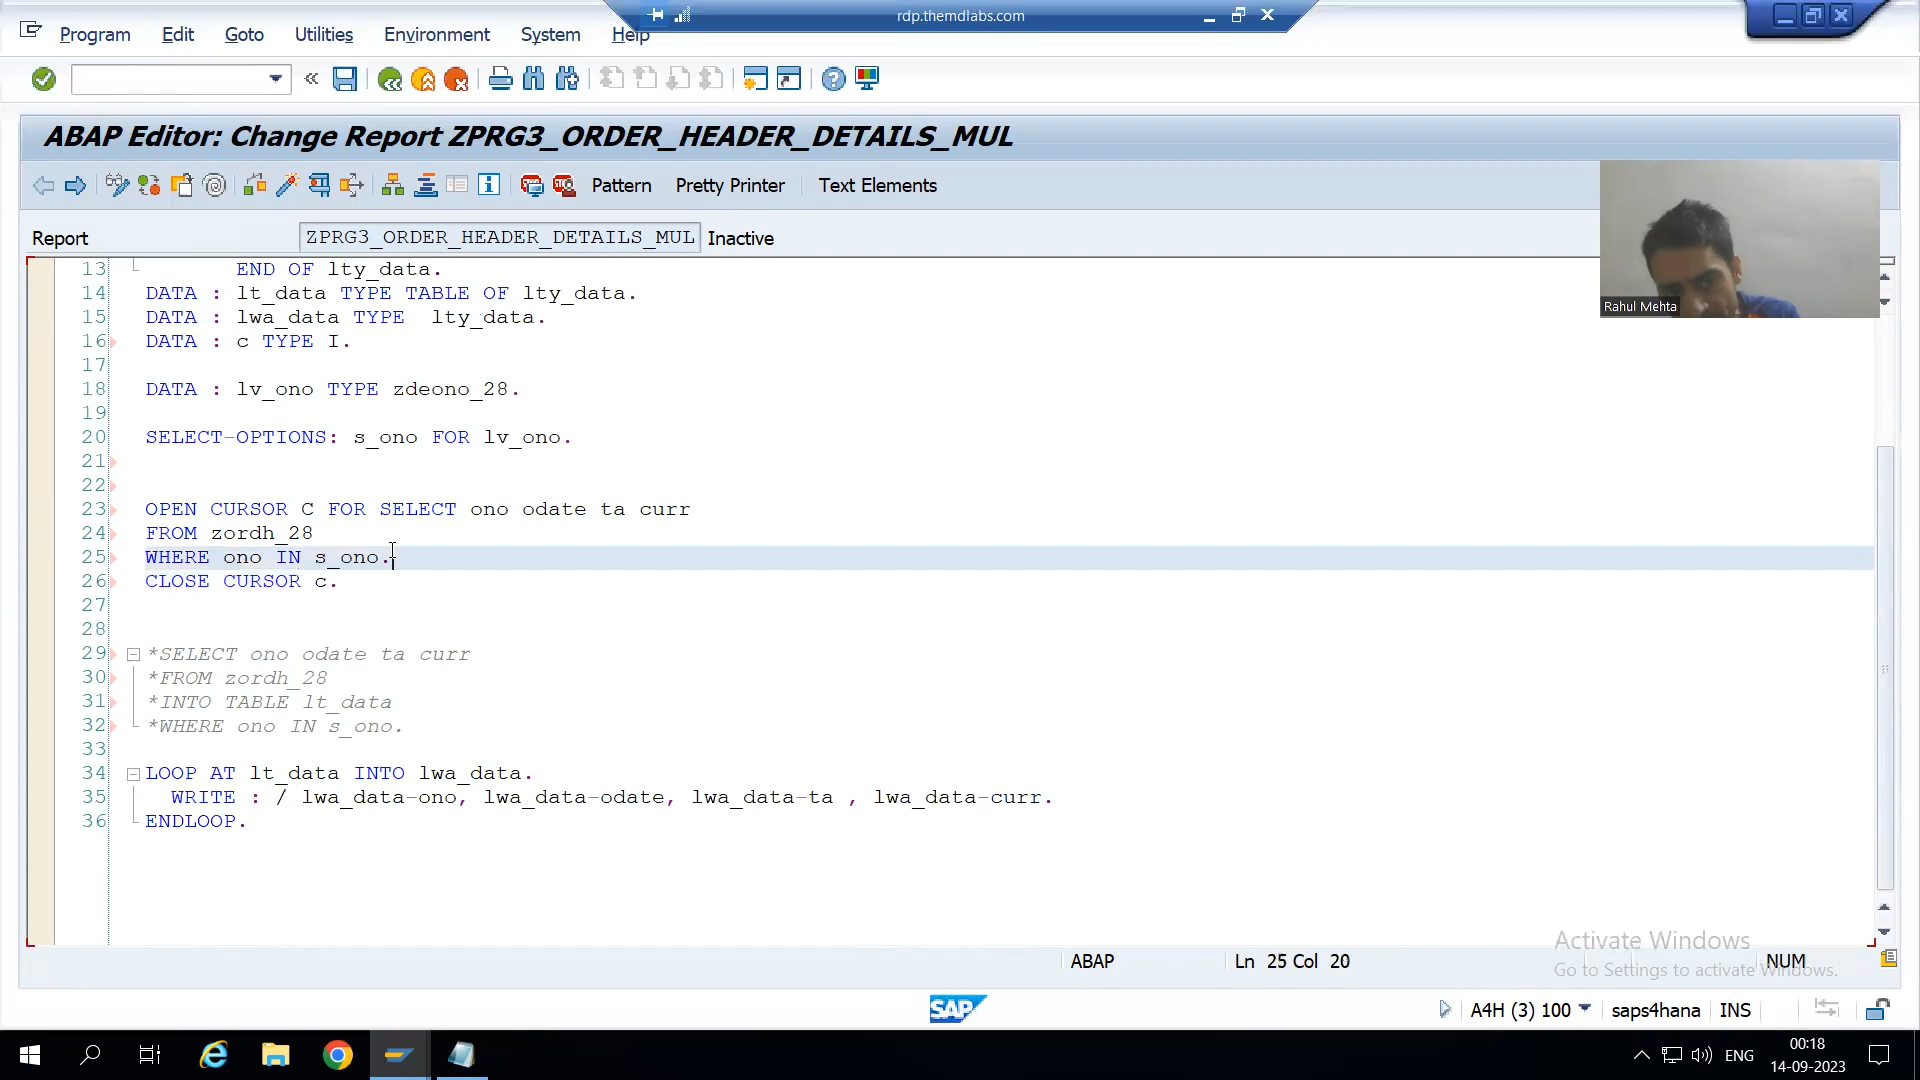 rdp.themdlabs.com
Program Edit Goto Utilities Environment System Help
ABAP Editor: Change Report ZPRG3_ORDER_HEADER_DETAILS_MUL
Pattern Pretty Printer Text Elements
Report ZPRG3_ORDER_HEADER_DETAILS_MUL Inactive
Rahul Mehta
13 END OF lty_data.
14 DATA : lt_data TYPE TABLE OF lty_data.
15 DATA : lwa_data TYPE lty_data.
16 DATA : c TYPE I.
17
18 DATA : lv_ono TYPE zdeono_28.
19
20 SELECT-OPTIONS: s_ono FOR lv_ono.
21
22
23 OPEN CURSOR C FOR SELECT ono odate ta curr
24 FROM zordh_28
25 WHERE ono IN s_ono.
26 CLOSE CURSOR c.
27
28
29 *SELECT ono odate ta curr
30 *FROM zordh_28
31 *INTO TABLE lt_data
32 *WHERE ono IN s_ono.
33
34 LOOP AT lt_data INTO lwa_data.
35 WRITE : / lwa_data-ono, lwa_data-odate, lwa_data-ta , lwa_data-curr.
36 ENDLOOP.
Activate Windows
Go to Settings to activate Windows.
ABAP Ln 25 Col 20 NUM
SAP
A4H (3) 100 saps4hana INS
ENG
00:18
14-09-2023